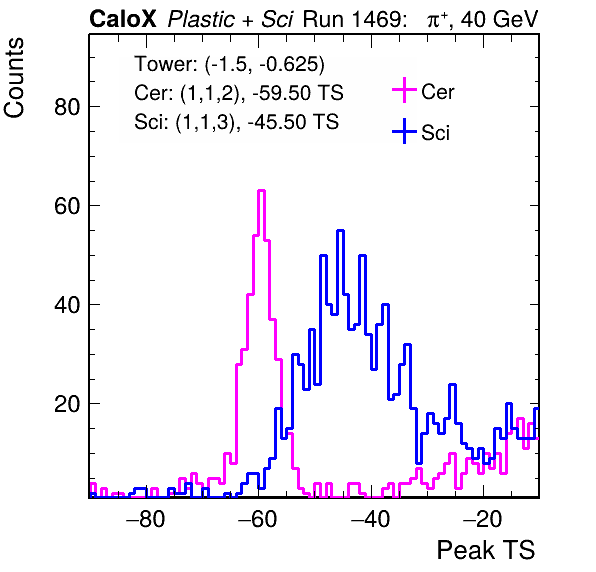 CaloX Plastic + Sci Run 1469: π⁺, 40 GeV
Counts
Tower: (-1.5, -0.625)
Cer: (1,1,2), -59.50 TS
Sci: (1,1,3), -45.50 TS
Cer
Sci
80
60
40
20
−80 −60 −40 −20
Peak TS